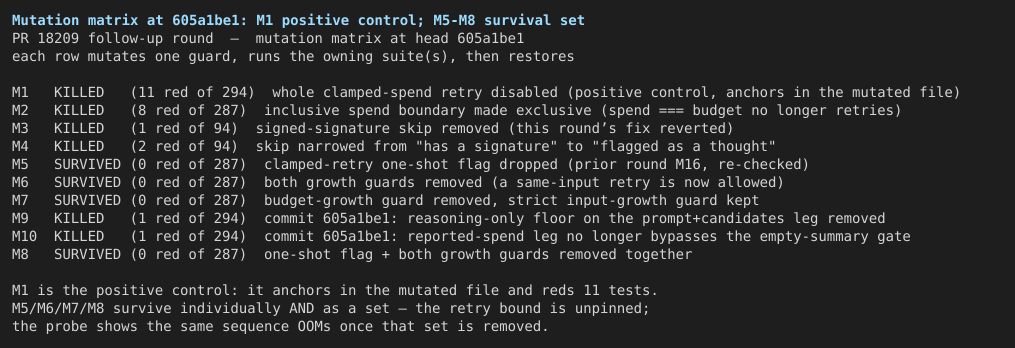 Mutation matrix at 605a1be1: M1 positive control; M5-M8 survival set
PR 18209 follow-up round  —  mutation matrix at head 605a1be1
each row mutates one guard, runs the owning suite(s), then restores

M1   KILLED   (11 red of 294)  whole clamped-spend retry disabled (positive control, anchors in the mutated file)
M2   KILLED   (8 red of 287)  inclusive spend boundary made exclusive (spend === budget no longer retries)
M3   KILLED   (1 red of 94)  signed-signature skip removed (this round’s fix reverted)
M4   KILLED   (2 red of 94)  skip narrowed from "has a signature" to "flagged as a thought"
M5   SURVIVED (0 red of 287)  clamped-retry one-shot flag dropped (prior round M16, re-checked)
M6   SURVIVED (0 red of 287)  both growth guards removed (a same-input retry is now allowed)
M7   SURVIVED (0 red of 287)  budget-growth guard removed, strict input-growth guard kept
M9   KILLED   (1 red of 294)  commit 605a1be1: reasoning-only floor on the prompt+candidates leg removed
M10  KILLED   (1 red of 294)  commit 605a1be1: reported-spend leg no longer bypasses the empty-summary gate
M8   SURVIVED (0 red of 287)  one-shot flag + both growth guards removed together

M1 is the positive control: it anchors in the mutated file and reds 11 tests.
M5/M6/M7/M8 survive individually AND as a set — the retry bound is unpinned;
the probe shows the same sequence OOMs once that set is removed.